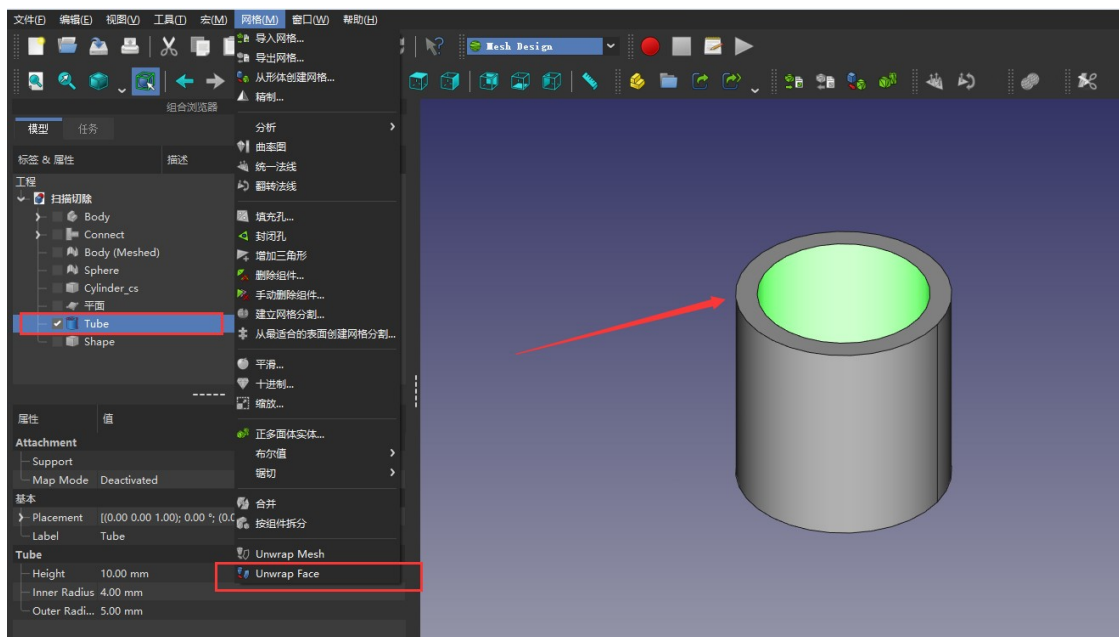 文件(F) 编辑(E) 视图(V) 工具(T) 宏(M) 网格(M) 窗口(W) 帮助(H)
Mesh Design
组合浏览器
模型 任务
标签 & 属性 描述
工程
扫描切除
Body
Connect
Body (Meshed)
Sphere
Cylinder_cs
平面
Tube
Shape
属性 值
Attachment
Support
Map Mode Deactivated
基本
Placement [(0.00 0.00 1.00); 0.00 °; (0.0
Label Tube
Tube
Height 10.00 mm
Inner Radius 4.00 mm
Outer Radi... 5.00 mm
导入网格...
导出网格...
从形体创建网格...
精制...
分析
曲率图
统一法线
翻转法线
填充孔...
封闭孔
增加三角形
删除组件...
手动删除组件...
建立网格分割...
从最适合的表面创建网格分割...
平滑...
十进制...
缩放...
正多面体实体...
布尔值
锯切
合并
按组件拆分
Unwrap Mesh
Unwrap Face